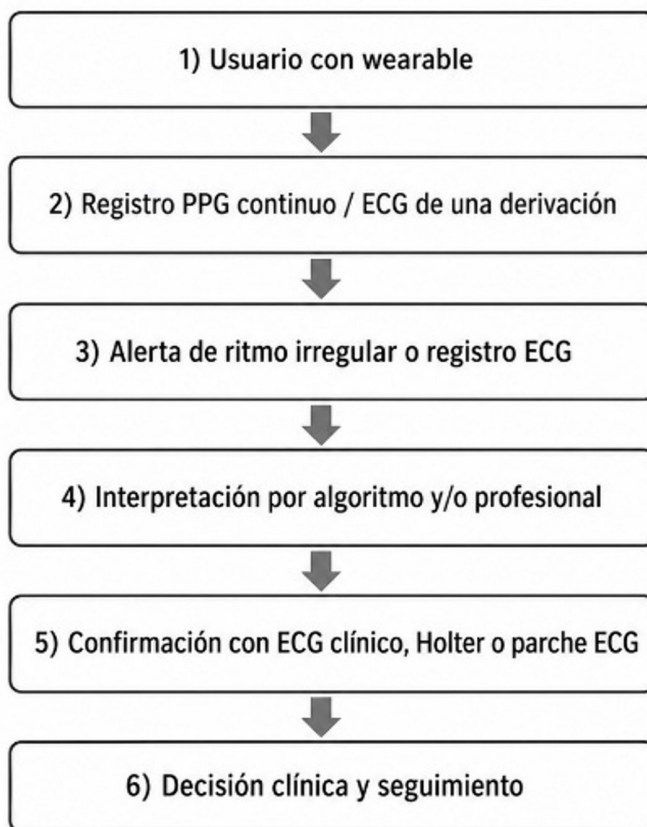 1) Usuario con wearable
2) Registro PPG continuo / ECG de una derivación
3) Alerta de ritmo irregular o registro ECG
4) Interpretación por algoritmo y/o profesional
5) Confirmación con ECG clínico, Holter o parche ECG
6) Decisión clínica y seguimiento